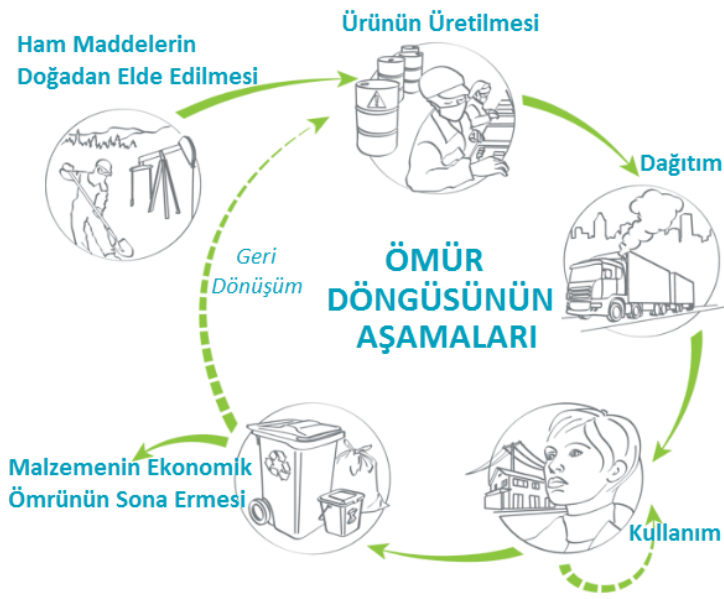 Ham Maddelerin
Doğadan Elde Edilmesi
Ürünün Üretilmesi
Dağıtım
Geri
Dönüşüm
ÖMÜR
DÖNGÜSÜNÜN
AŞAMALARI
Malzemenin Ekonomik
Ömrünün Sona Ermesi
Kullanım